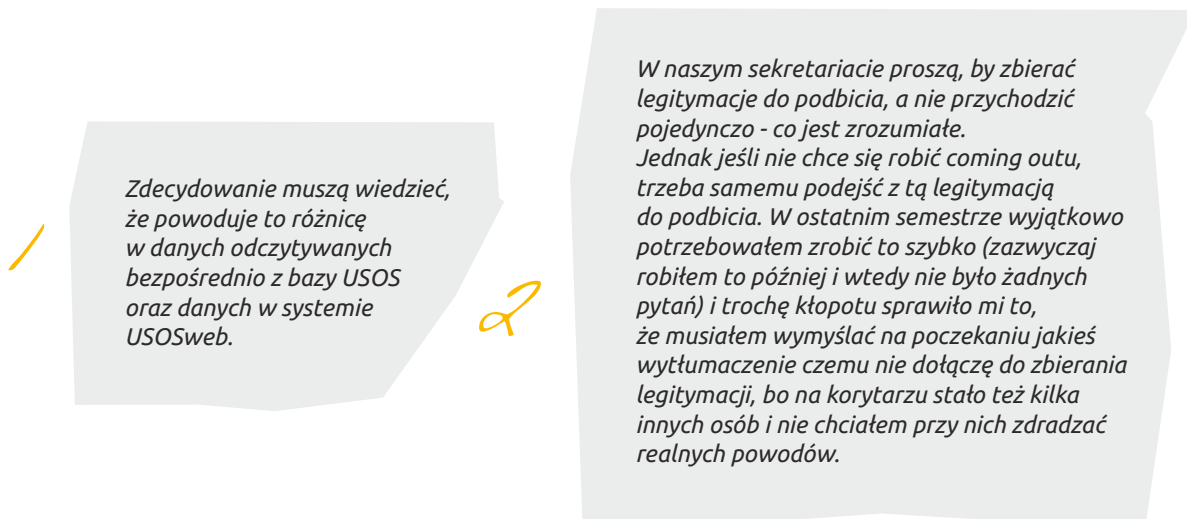 1
Zdecydowanie muszą wiedzieć,
że powoduje to różnicę
w danych odczytywanych
bezpośrednio z bazy USOS
oraz danych w systemie
USOSweb.
2
W naszym sekretariacie proszą, by zbierać
legitymacje do podbicia, a nie przychodzić
pojedynczo - co jest zrozumiałe.
Jednak jeśli nie chce się robić coming outu,
trzeba samemu podejść z tą legitymacją
do podbicia. W ostatnim semestrze wyjątkowo
potrzebowałem zrobić to szybko (zazwyczaj
robiłem to później i wtedy nie było żadnych
pytań) i trochę kłopotu sprawiło mi to,
że musiałem wymyślać na poczekaniu jakieś
wytłumaczenie czemu nie dołączę do zbierania
legitymacji, bo na korytarzu stało też kilka
innych osób i nie chciałem przy nich zdradzać
realnych powodów.